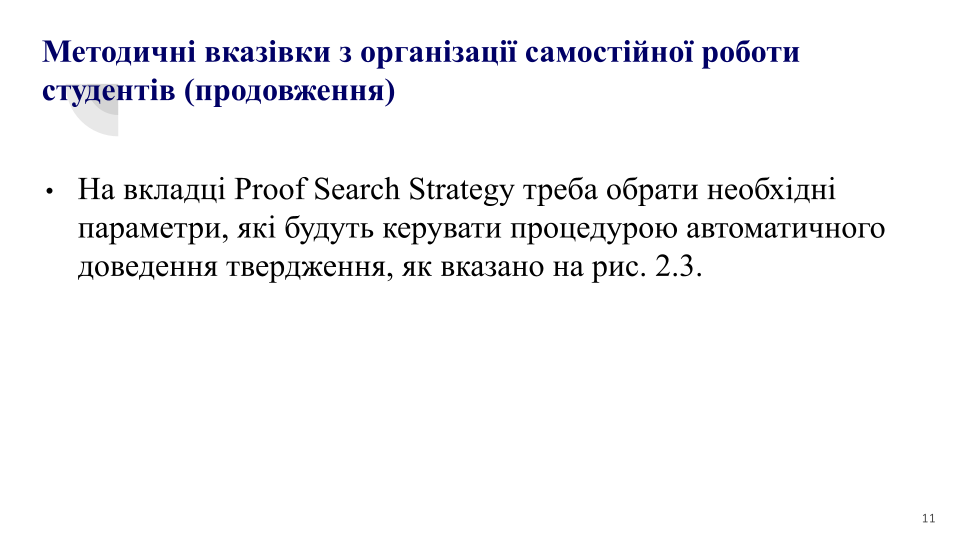 Методичні вказівки з організації самостійної роботи
студентів (продовження)
• На вкладці Proof Search Strategy треба обрати необхідні
параметри, які будуть керувати процедурою автоматичного
доведення твердження, як вказано на рис. 2.3.
11